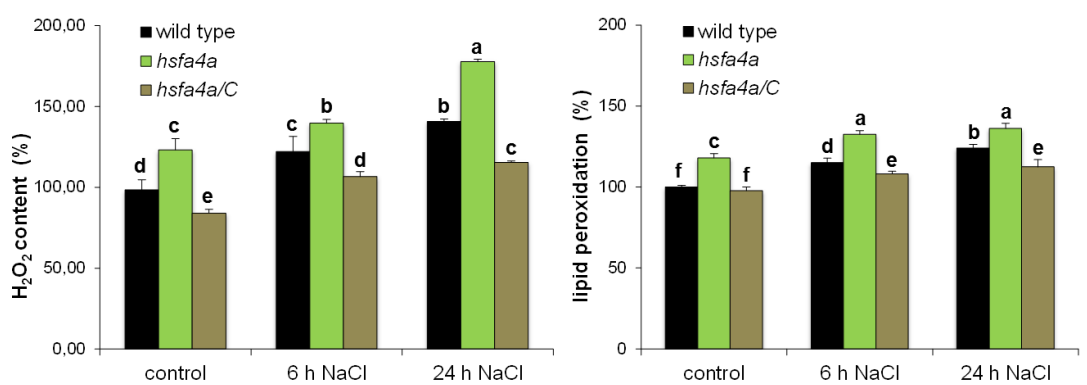 H₂O₂ content (%)
200,00
150,00
100,00
50,00
0,00
wild type
hsfa4a
hsfa4a/C
d
c
e
c
b
d
b
a
c
control
6 h NaCl
24 h NaCl
lipid peroxidation (%)
200
150
100
50
0
wild type
hsfa4a
hsfa4a/C
f
c
f
d
a
e
b
a
e
control
6 h NaCl
24 h NaCl